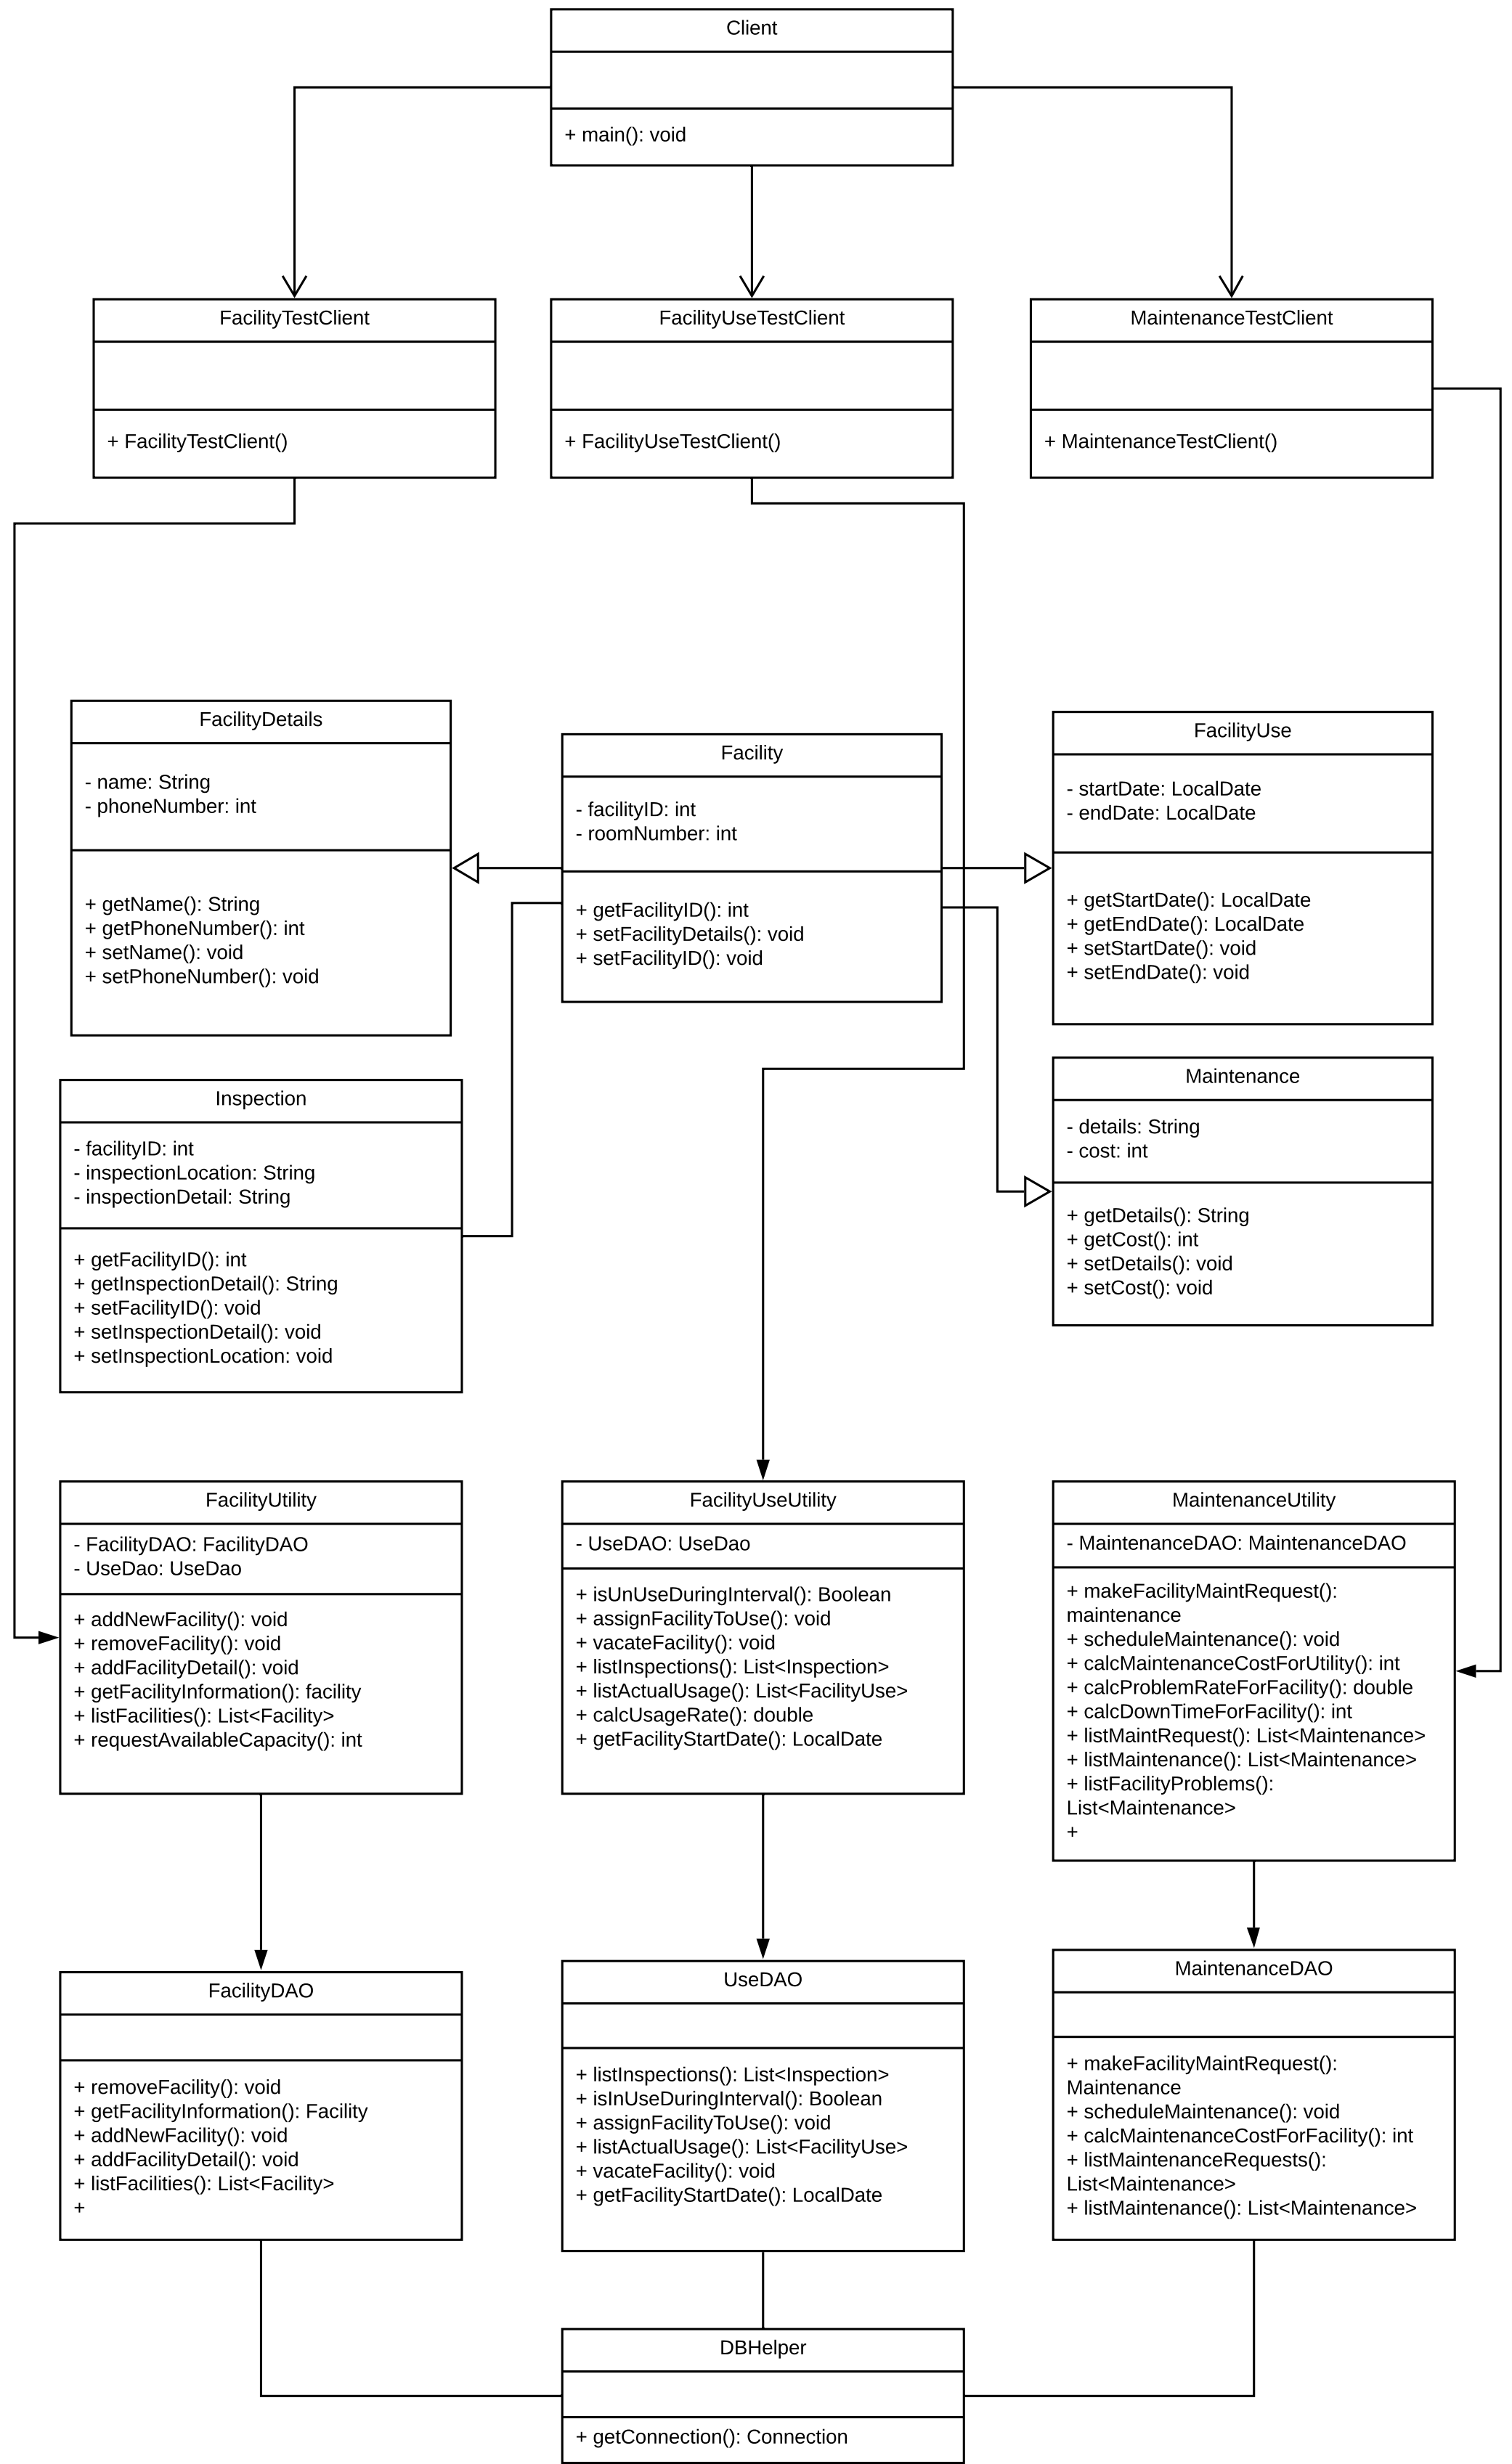 Client
+ main(): void
FacilityTestClient
+ FacilityTestClient()
FacilityUseTestClient
+ FacilityUseTestClient()
MaintenanceTestClient
+ MaintenanceTestClient()
FacilityDetails
- name: String
- phoneNumber: int
+ getName(): String
+ getPhoneNumber(): int
+ setName(): void
+ setPhoneNumber(): void
Facility
- facilityID: int
- roomNumber: int
+ getFacilityID(): int
+ setFacilityDetails(): void
+ setFacilityID(): void
FacilityUse
- startDate: LocalDate
- endDate: LocalDate
+ getStartDate(): LocalDate
+ getEndDate(): LocalDate
+ setStartDate(): void
+ setEndDate(): void
Inspection
- facilityID: int
- inspectionLocation: String
- inspectionDetail: String
+ getFacilityID(): int
+ getInspectionDetail(): String
+ setFacilityID(): void
+ setInspectionDetail(): void
+ setInspectionLocation: void
Maintenance
- details: String
- cost: int
+ getDetails(): String
+ getCost(): int
+ setDetails(): void
+ setCost(): void
FacilityUtility
- FacilityDAO: FacilityDAO
- UseDao: UseDao
+ addNewFacility(): void
+ removeFacility(): void
+ addFacilityDetail(): void
+ getFacilityInformation(): facility
+ listFacilities(): List<Facility>
+ requestAvailableCapacity(): int
FacilityUseUtility
- UseDAO: UseDao
+ isUnUseDuringInterval(): Boolean
+ assignFacilityToUse(): void
+ vacateFacility(): void
+ listInspections(): List<Inspection>
+ listActualUsage(): List<FacilityUse>
+ calcUsageRate(): double
+ getFacilityStartDate(): LocalDate
MaintenanceUtility
- MaintenanceDAO: MaintenanceDAO
+ makeFacilityMaintRequest():
maintenance
+ scheduleMaintenance(): void
+ calcMaintenanceCostForUtility(): int
+ calcProblemRateForFacility(): double
+ calcDownTimeForFacility(): int
+ listMaintRequest(): List<Maintenance>
+ listMaintenance(): List<Maintenance>
+ listFacilityProblems():
List<Maintenance>
+
FacilityDAO
+ removeFacility(): void
+ getFacilityInformation(): Facility
+ addNewFacility(): void
+ addFacilityDetail(): void
+ listFacilities(): List<Facility>
+
UseDAO
+ listInspections(): List<Inspection>
+ isInUseDuringInterval(): Boolean
+ assignFacilityToUse(): void
+ listActualUsage(): List<FacilityUse>
+ vacateFacility(): void
+ getFacilityStartDate(): LocalDate
MaintenanceDAO
+ makeFacilityMaintRequest():
Maintenance
+ scheduleMaintenance(): void
+ calcMaintenanceCostForFacility(): int
+ listMaintenanceRequests():
List<Maintenance>
+ listMaintenance(): List<Maintenance>
DBHelper
+ getConnection(): Connection